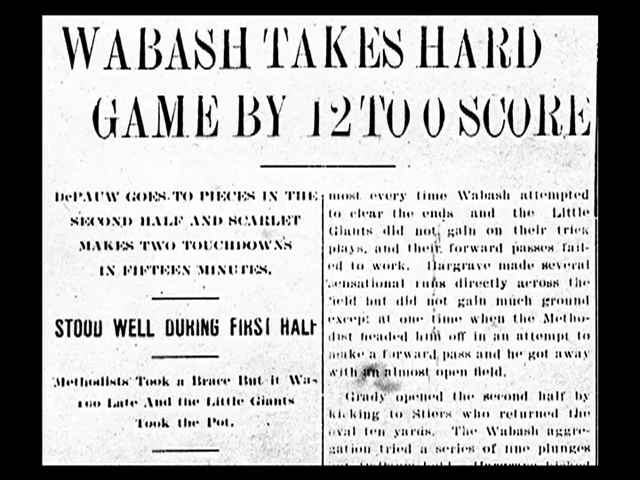 WABASH TAKES HARD
GAME BY 12 TO 0 SCORE
DePAUW GOES TO PIECES IN THE
SECOND HALF AND SCARLET
MAKES TWO TOUCHDOWNS
IN FIFTEEN MINUTES.
STOOD WELL DURING FIRST HALF
Methodists Took a Brace But it Was
Too Late And the Little Giants
Took the Pot.
most every time Wabash attempted
to clear the ends and the Little
Giants did not gain on their trick
plays, and their forward passes fail-
ed to work. Hargrave made several
sensational runs directly across the
field but did not gain much ground
except at one time when the Metho-
dist headed him off in an attempt to
make a forward pass and he got away
with an almost open field.
Grady opened the second half by
kicking to Stiers who returned the
oval ten yards. The Wabash aggre-
gation tried a series of line plunges